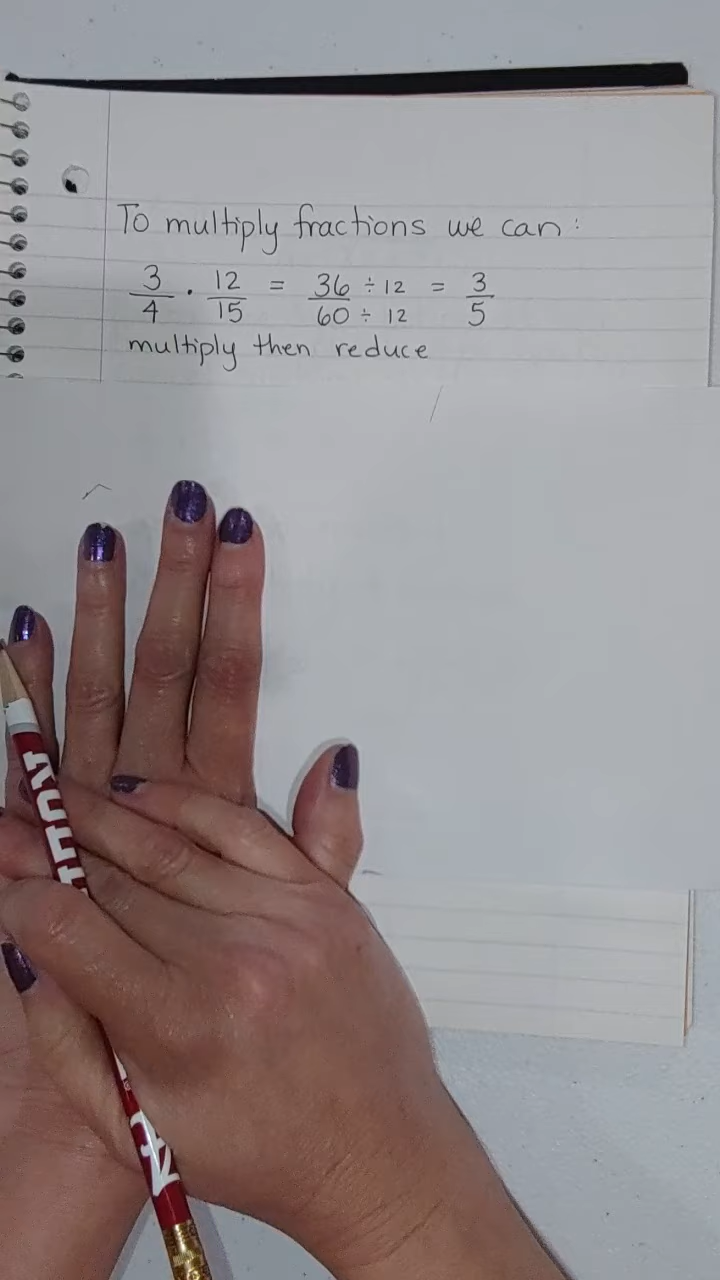 To multiply fractions we can:
3/4 · 12/15 = 36 ÷ 12 / 60 ÷ 12 = 3/5
multiply then reduce